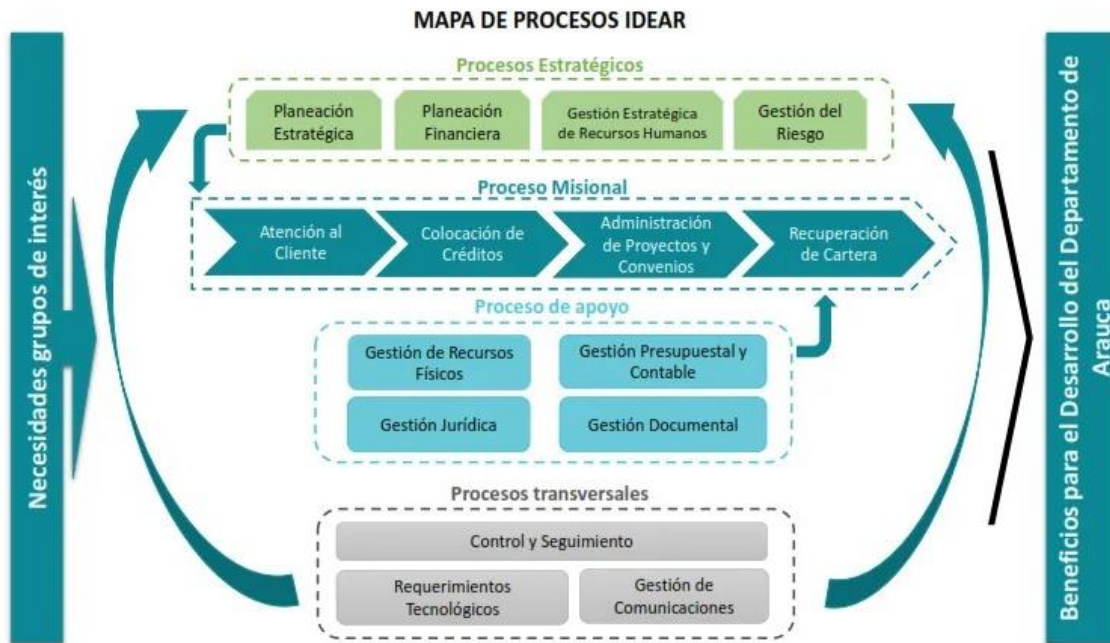 MAPA DE PROCESOS IDEAR
Necesidades grupos de interés
Procesos Estratégicos
Planeación
Estratégica
Planeación
Financiera
Gestión Estratégica
de Recursos Humanos
Gestión del
Riesgo
Proceso Misional
Atención al
Cliente
Colocación de
Créditos
Administración
de Proyectos y
Convenios
Recuperación
de Cartera
Proceso de apoyo
Gestión de Recursos
Físicos
Gestión Presupuestal y
Contable
Gestión Jurídica
Gestión Documental
Procesos transversales
Control y Seguimiento
Requerimientos
Tecnológicos
Gestión de
Comunicaciones
Beneficios para el Desarrollo del Departamento de
Arauca